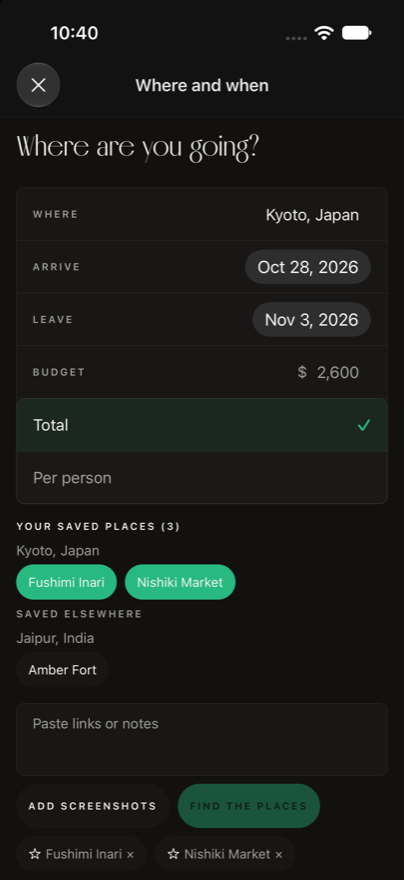 10:40
Where and when
Where are you going?
WHERE Kyoto, Japan
ARRIVE Oct 28, 2026
LEAVE Nov 3, 2026
BUDGET $ 2,600
Total
Per person
YOUR SAVED PLACES (3)
Kyoto, Japan
Fushimi Inari Nishiki Market
SAVED ELSEWHERE
Jaipur, India
Amber Fort
Paste links or notes
ADD SCREENSHOTS FIND THE PLACES
☆ Fushimi Inari × ☆ Nishiki Market ×